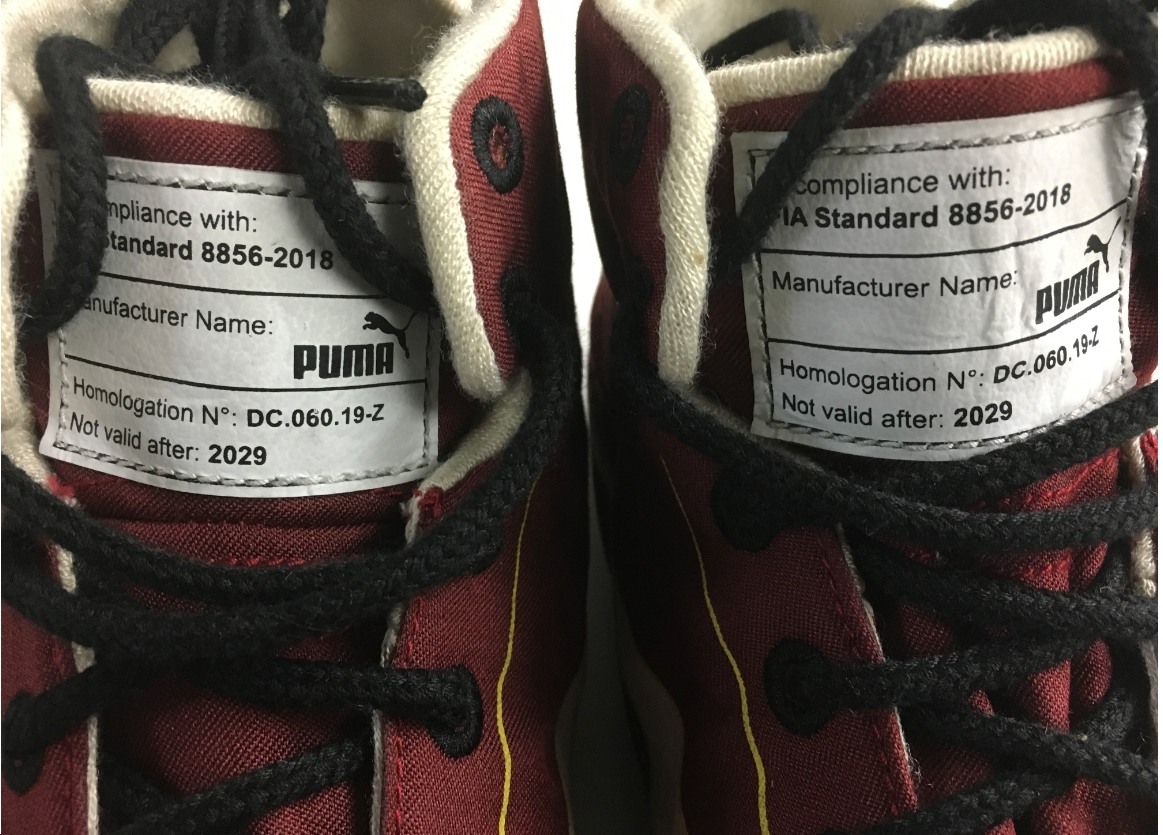 mpliance with:
Standard 8856-2018
anufacturer Name:
PUMA
Homologation N°: DC.060.19-Z
Not valid after: 2029
compliance with:
IA Standard 8856-2018
Manufacturer Name:
PUMA
Homologation N°: DC.060.19-Z
Not valid after: 2029